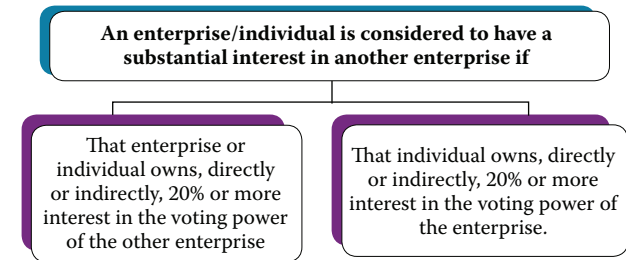 An enterprise/individual is considered to have a
substantial interest in another enterprise if
That enterprise or
individual owns, directly
or indirectly, 20% or more
interest in the voting power
of the other enterprise
That individual owns, directly
or indirectly, 20% or more
interest in the voting power of
the enterprise.